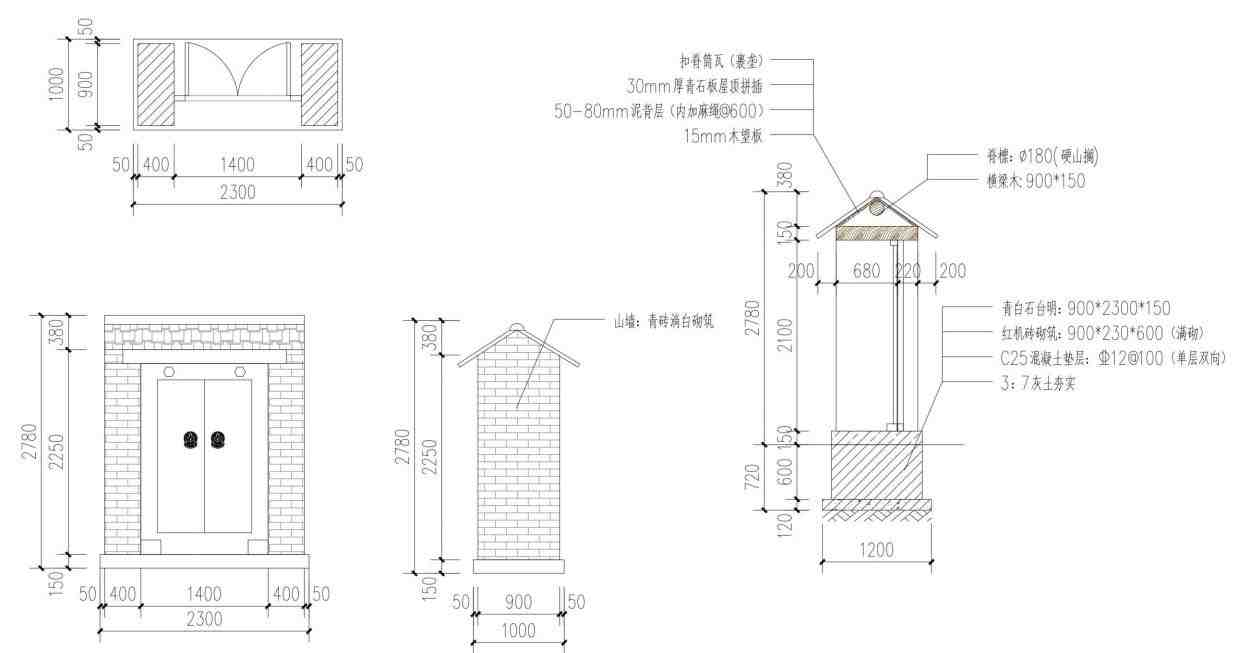 50
1000
900
50
50 400 1400 400 50
2300
扣脊筒瓦（裹垄）
30mm厚青石板屋顶拼插
50-80mm泥背层（内加麻绳@600）
15mm木望板
脊檩：Ø180(硬山搁)
横梁木:900*150
380
150
2780
2100
150
720
600
120
200 680 220 200
1200
青白石台明：900*2300*150
红机砖砌筑：900*230*600（满砌）
C25混凝土垫层：Φ12@100（单层双向）
3：7灰土夯实
380
2780
2250
150
50 400 1400 400 50
2300
山墙：青砖淌白砌筑
380
2780
2250
150
50 900 50
1000